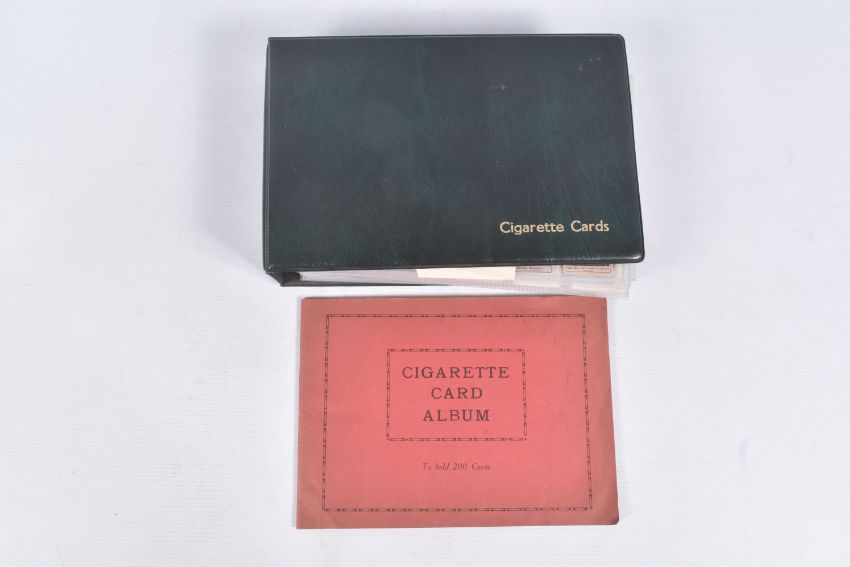 Cigarette Cards
CIGARETTE
CARD
ALBUM
To hold 200 Cards